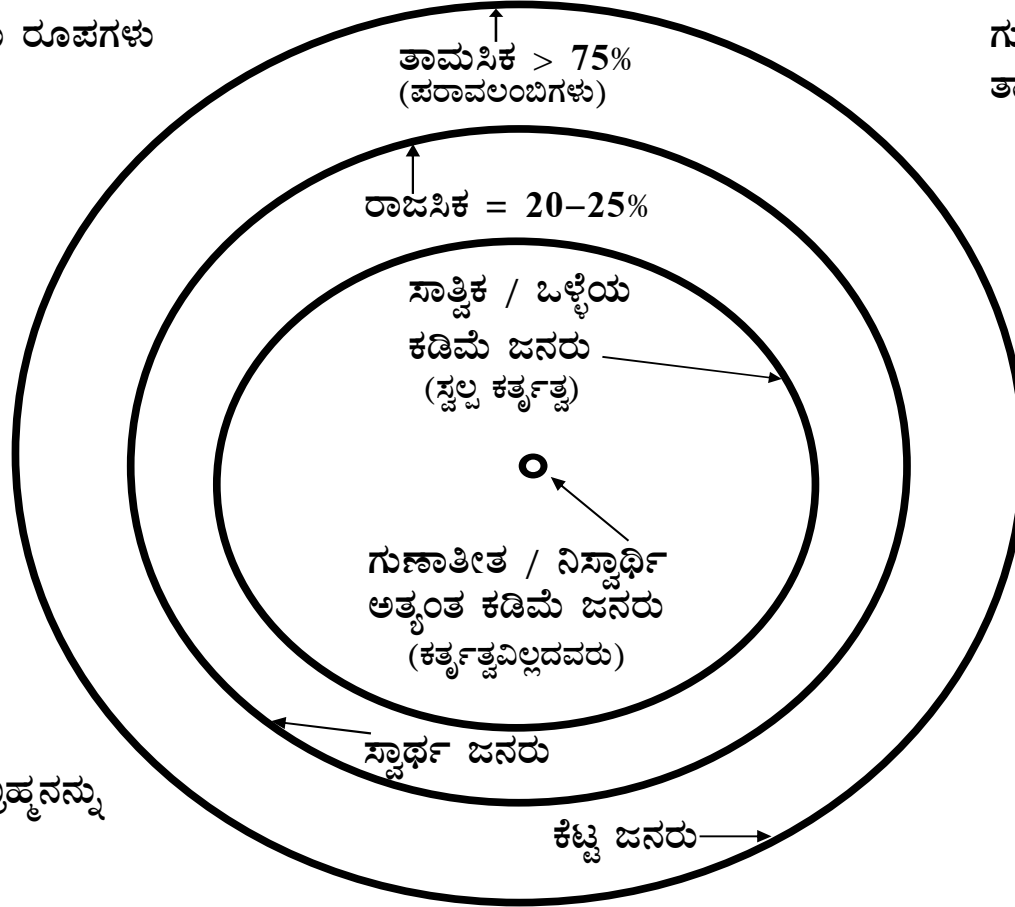 ರೂಪಗಳು
ತಾಮಸಿಕ > 75%
(ಪರಾವಲಂಬಿಗಳು)
ರಾಜಸಿಕ = 20–25%
ಸಾತ್ವಿಕ / ಒಳ್ಳೆಯ
ಕಡಿಮೆ ಜನರು
(ಸ್ವಲ್ಪ ಕರ್ತೃತ್ವ)
ಗುಣಾತೀತ / ನಿಸ್ವಾರ್ಥಿ
ಅತ್ಯಂತ ಕಡಿಮೆ ಜನರು
(ಕರ್ತೃತ್ವವಿಲ್ಲದವರು)
ಸ್ವಾರ್ಥ ಜನರು
ಕೆಟ್ಟ ಜನರು